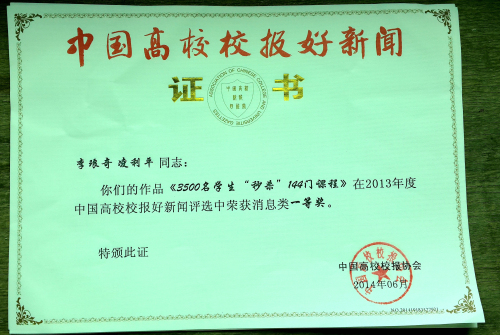 中国高校校报好新闻
证书
李琅奇 凌利平 同志：
你们的作品《3500名学生“秒杀”144门课程》在2013年度
中国高校校报好新闻评选中荣获消息类一等奖。
特颁此证
中国高校校报协会
2014年06月